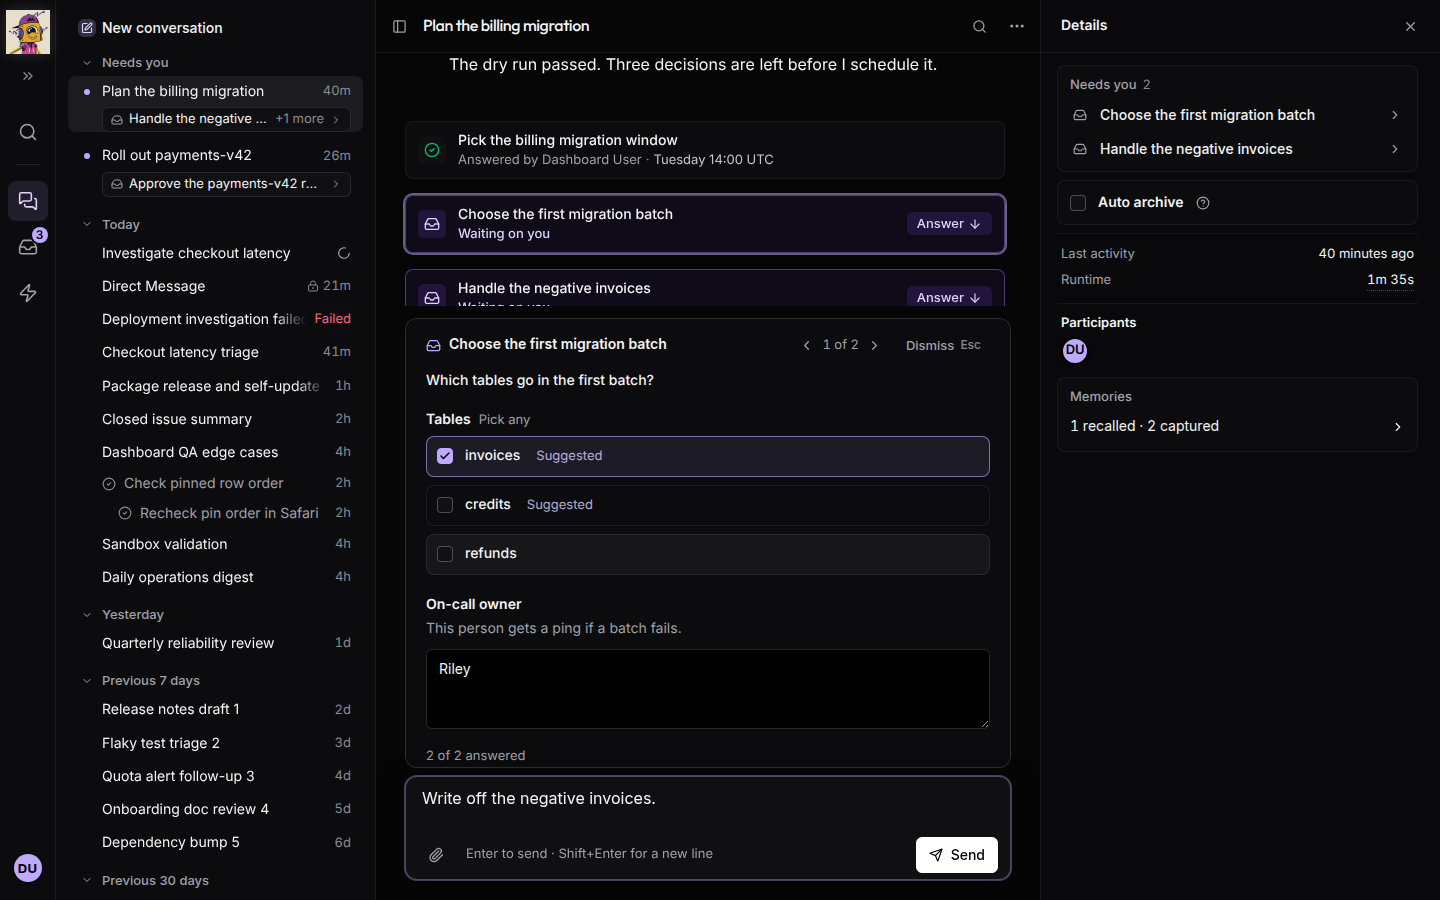 New conversation
Needs you
Plan the billing migration 40m
Handle the negative ... +1 more
Roll out payments-v42 26m
Approve the payments-v42 r...
Today
Investigate checkout latency
Direct Message 21m
Deployment investigation failed Failed
Checkout latency triage 41m
Package release and self-update 1h
Closed issue summary 2h
Dashboard QA edge cases 4h
Check pinned row order 2h
Recheck pin order in Safari 2h
Sandbox validation 4h
Daily operations digest 4h
Yesterday
Quarterly reliability review 1d
Previous 7 days
Release notes draft 1 2d
Flaky test triage 2 3d
Quota alert follow-up 3 4d
Onboarding doc review 4 5d
Dependency bump 5 6d
Previous 30 days
3
DU
Plan the billing migration
The dry run passed. Three decisions are left before I schedule it.
Pick the billing migration window
Answered by Dashboard User · Tuesday 14:00 UTC
Choose the first migration batch
Waiting on you
Answer
Handle the negative invoices
Waiting on you
Answer
Choose the first migration batch
1 of 2
Dismiss Esc
Which tables go in the first batch?
Tables Pick any
invoices Suggested
credits Suggested
refunds
On-call owner
This person gets a ping if a batch fails.
Riley
2 of 2 answered
Write off the negative invoices.
Enter to send · Shift+Enter for a new line
Send
Details
Needs you 2
Choose the first migration batch
Handle the negative invoices
Auto archive
Last activity 40 minutes ago
Runtime 1m 35s
Participants
DU
Memories
1 recalled · 2 captured